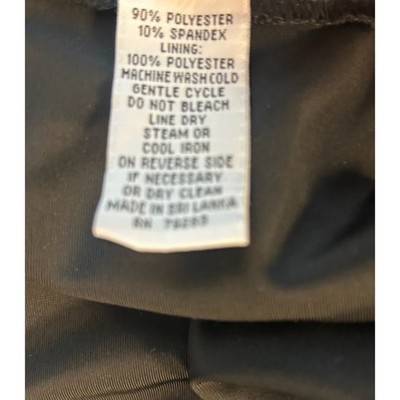 90% POLYESTER
10% SPANDEX
LINING:
100% POLYESTER
MACHINE WASH COLD
GENTLE CYCLE
DO NOT BLEACH
LINE DRY
STEAM OR
COOL IRON
ON REVERSE SIDE
IF NECESSARY
OR DRY CLEAN
MADE IN SRI LANKA
RN